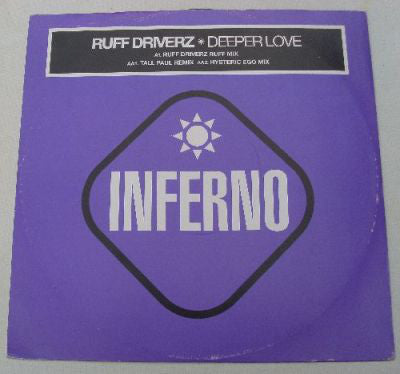 RUFF DRIVERZ ✴ DEEPER LOVE
A1. RUFF DRIVERZ RUFF MIX
AA1. TALL PAUL REMIX AA2. HYSTERIC EGO MIX
INFERNO